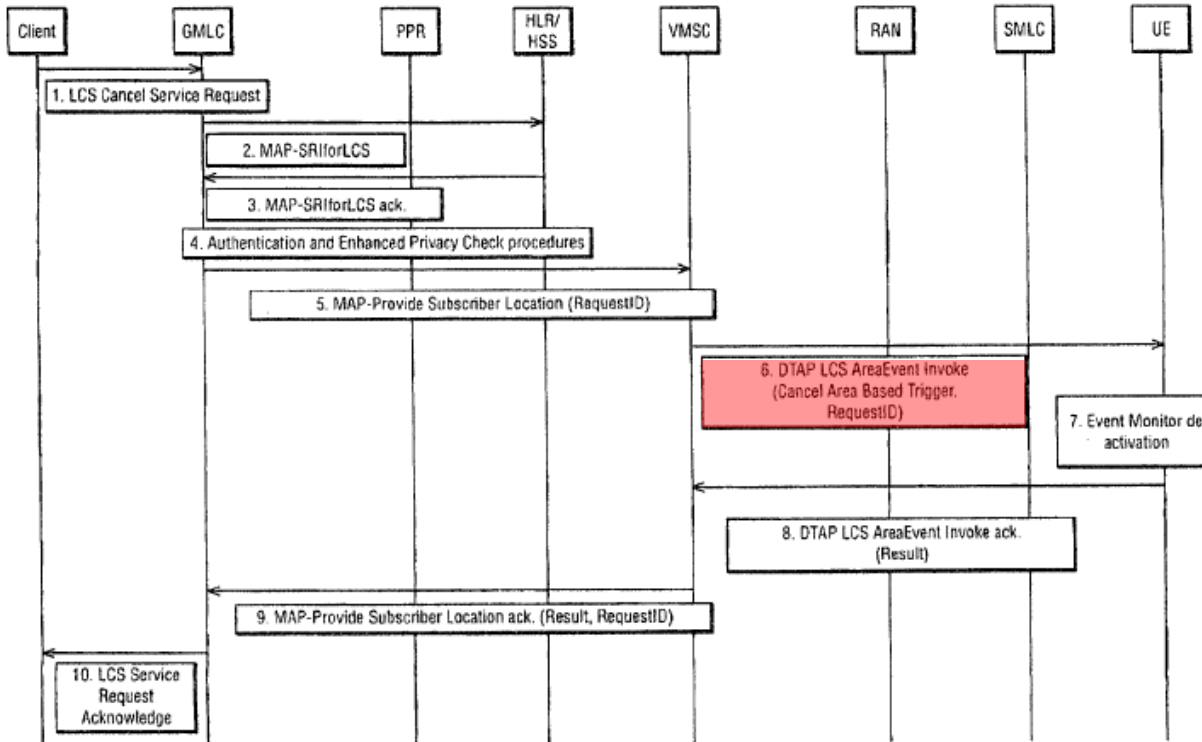 Client
GMLC
PPR
HLR/
HSS
VMSC
RAN
SMLC
UE
1. LCS Cancel Service Request
2. MAP-SRIforLCS
3. MAP-SRIforLCS ack.
4. Authentication and Enhanced Privacy Check procedures
5. MAP-Provide Subscriber Location (RequestID)
6. DTAP LCS AreaEvent Invoke
(Cancel Area Based Trigger,
RequestID)
7. Event Monitor de
activation
8. DTAP LCS AreaEvent Invoke ack.
(Result)
9. MAP-Provide Subscriber Location ack. (Result, RequestID)
10. LCS Service
Request
Acknowledge